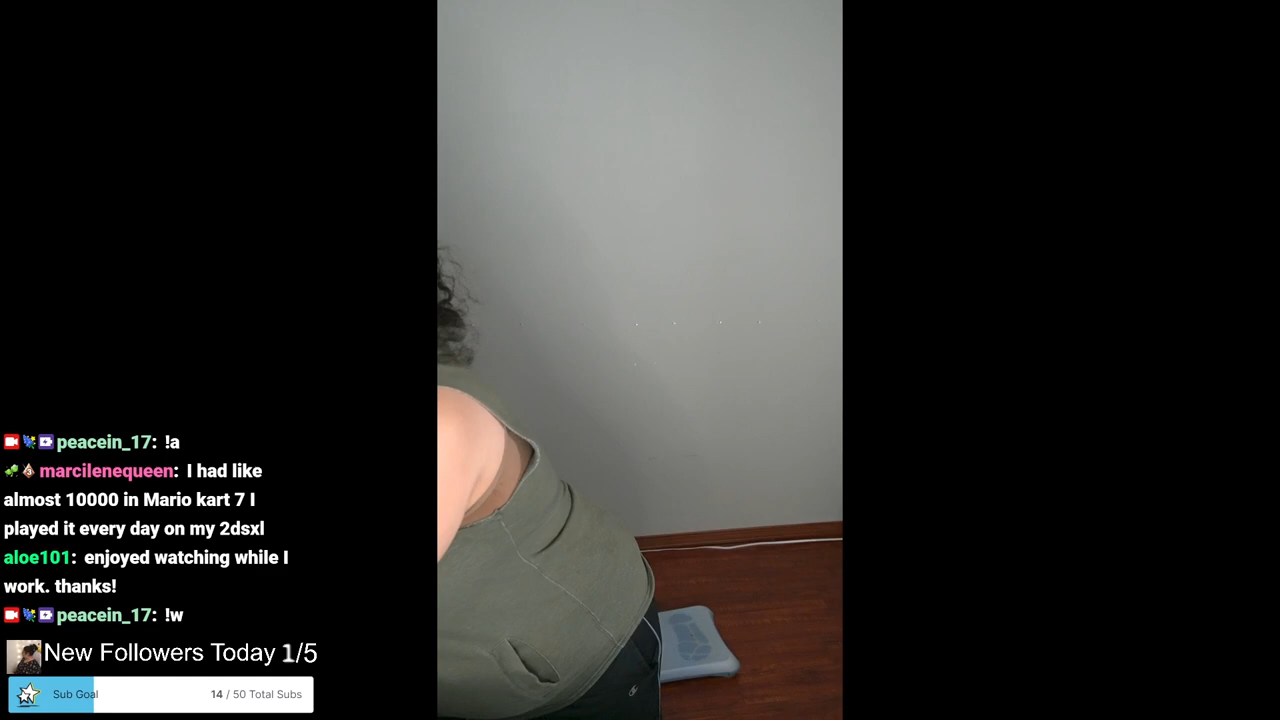 peacein_17: !a
marcilenequeen: I had like
almost 10000 in Mario kart 7 I
played it every day on my 2dsxl
aloe101: enjoyed watching while I
work. thanks!
peacein_17: !w
New Followers Today 1/5
Sub Goal 14 / 50 Total Subs